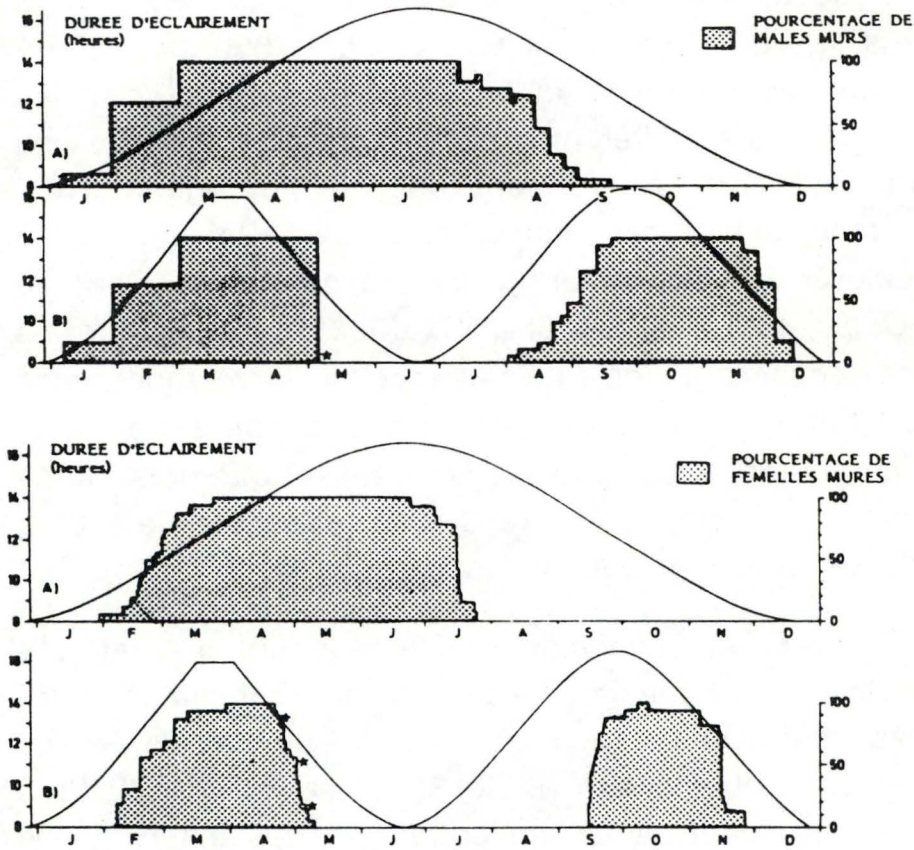 DUREE D'ECLAIREMENT
(heures)
POURCENTAGE DE
MALES MURS
16
14
12
10
8
A)
100
50
0
J F M A M J J A S O N D
16
14
12
10
8
B)
100
50
0
J F M A M J J A S O N D
DUREE D'ECLAIREMENT
(heures)
POURCENTAGE DE
FEMELLES MURES
16
14
12
10
8
A)
100
50
0
J F M A M J J A S O N D
18
14
12
10
8
B)
100
50
0
J F M A M J J A S O N D